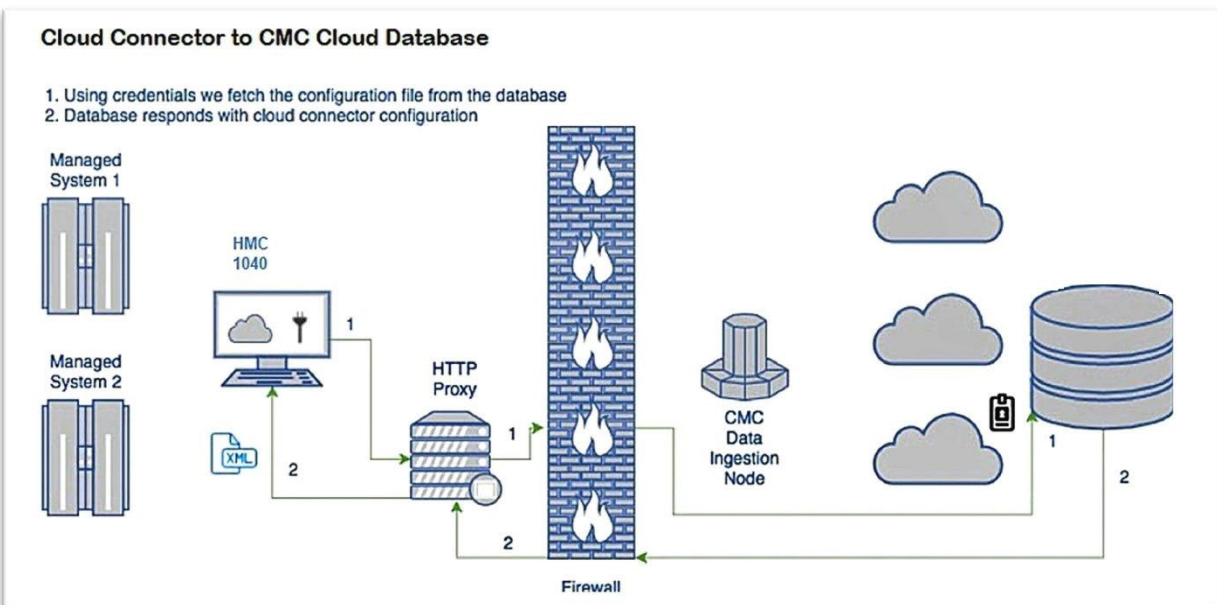 Cloud Connector to CMC Cloud Database
1. Using credentials we fetch the configuration file from the database
2. Database responds with cloud connector configuration
Managed
System 1
HMC
1040
1
Managed
System 2
HTTP
Proxy
XML
2
1
2
CMC
Data
Ingestion
Node
1
2
Firewall